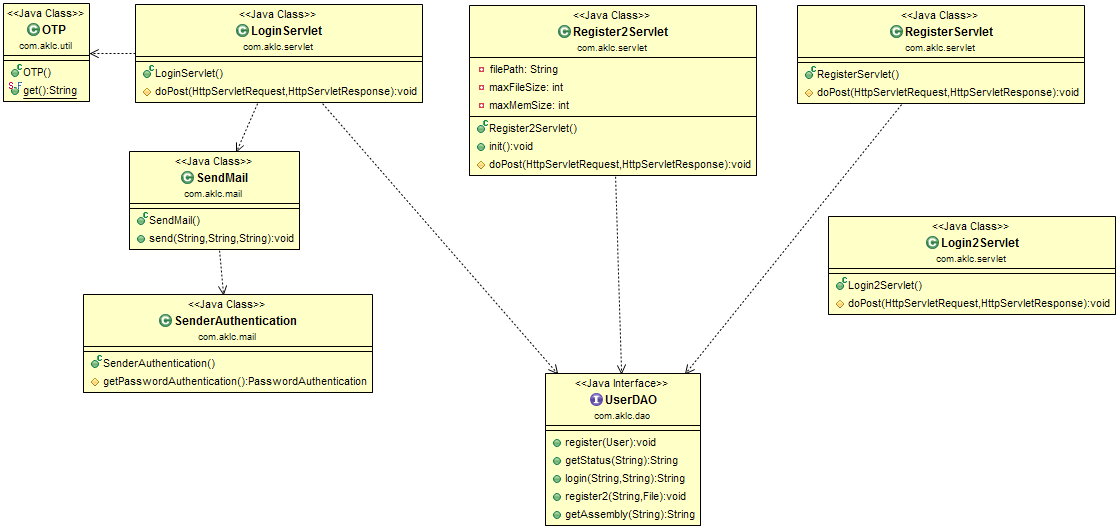 <<Java Class>>
OTP
com.aklc.util
OTP()
get():String
<<Java Class>>
LoginServlet
com.aklc.servlet
LoginServlet()
doPost(HttpServletRequest,HttpServletResponse):void
<<Java Class>>
Register2Servlet
com.aklc.servlet
filePath: String
maxFileSize: int
maxMemSize: int
Register2Servlet()
init():void
doPost(HttpServletRequest,HttpServletResponse):void
<<Java Class>>
RegisterServlet
com.aklc.servlet
RegisterServlet()
doPost(HttpServletRequest,HttpServletResponse):void
<<Java Class>>
SendMail
com.aklc.mail
SendMail()
send(String,String,String):void
<<Java Class>>
Login2Servlet
com.aklc.servlet
Login2Servlet()
doPost(HttpServletRequest,HttpServletResponse):void
<<Java Class>>
SenderAuthentication
com.aklc.mail
SenderAuthentication()
getPasswordAuthentication():PasswordAuthentication
<<Java Interface>>
UserDAO
com.aklc.dao
register(User):void
getStatus(String):String
login(String,String):String
register2(String,File):void
getAssembly(String):String